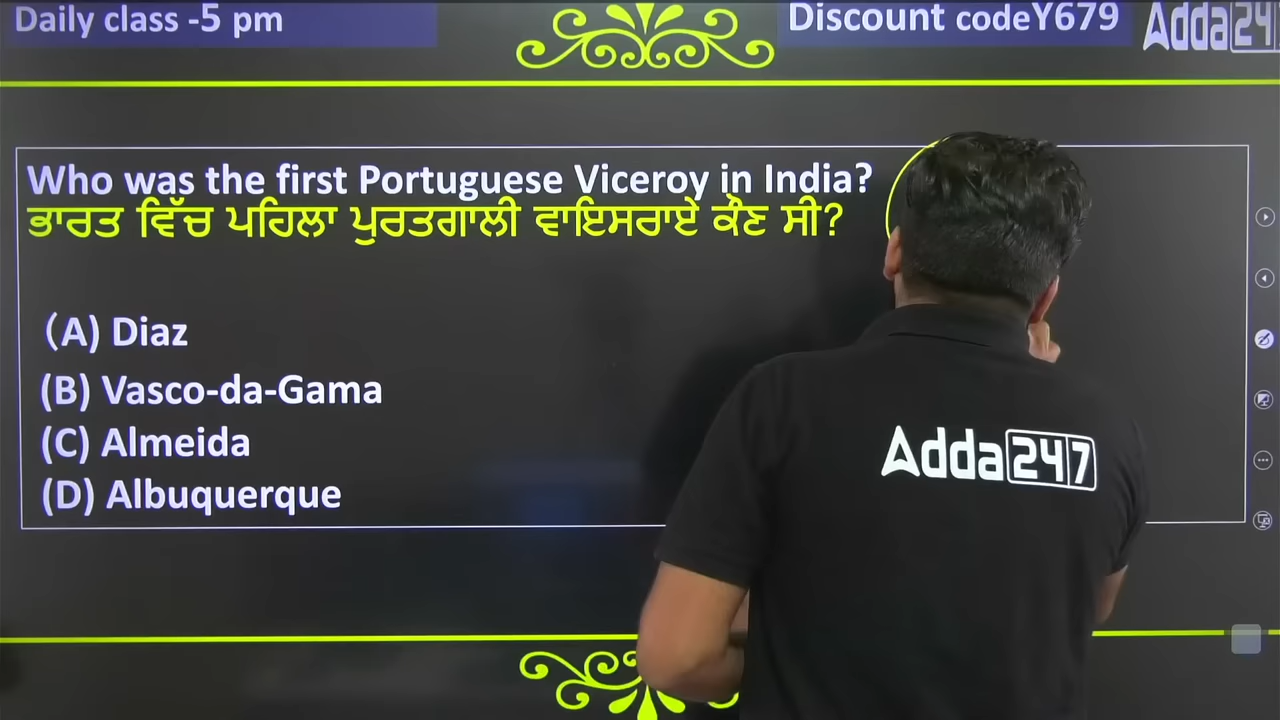 Daily class -5 pm
Discount codeY679
Adda247
Who was the first Portuguese Viceroy in India?
ਭਾਰਤ ਵਿੱਚ ਪਹਿਲਾ ਪੁਰਤਗਾਲੀ ਵਾਇਸਰਾਏ ਕੌਣ ਸੀ?
(A) Diaz
(B) Vasco-da-Gama
(C) Almeida
(D) Albuquerque
Adda247